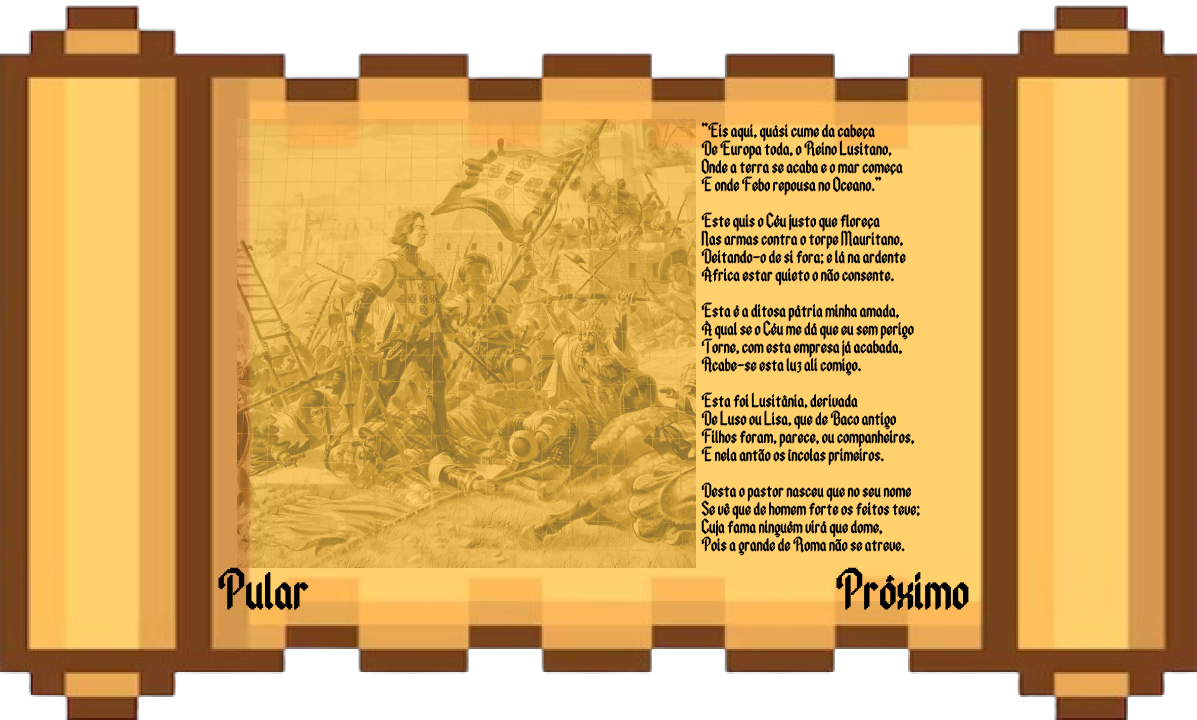 "Eis aqui, quási cume da cabeça
De Europa toda, o Reino Lusitano,
Onde a terra se acaba e o mar começa
E onde Febo repousa no Oceano."
Este quis o Céu justo que floreça
Nas armas contra o torpe Mauritano,
Deitando-o de si fora; e lá na ardente
África estar quieto o não consente.
Esta é a ditosa pátria minha amada,
A qual se o Céu me dá que eu sem perigo
Torne, com esta empresa já acabada,
Acabe-se esta luz ali comigo.
Esta foi Lusitânia, derivada
De Luso ou Lisa, que de Baco antigo
Filhos foram, parece, ou companheiros,
E nela antão os íncolas primeiros.
Desta o pastor nasceu que no seu nome
Se vê que de homem forte os feitos teve;
Cuja fama ninguém virá que dome,
Pois a grande de Roma não se atreve.
Pular
Próximo